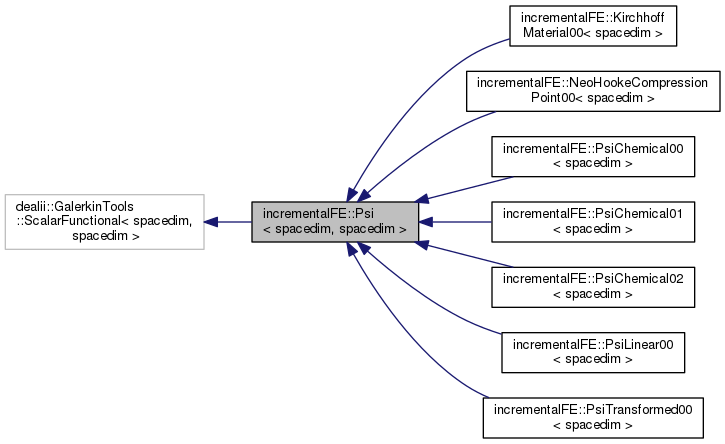 dealii::GalerkinTools
::ScalarFunctional< spacedim,
spacedim >
incrementalFE::Psi
< spacedim, spacedim >
incrementalFE::Kirchhoff
Material00< spacedim >
incrementalFE::NeoHookeCompression
Point00< spacedim >
incrementalFE::PsiChemical00
< spacedim >
incrementalFE::PsiChemical01
< spacedim >
incrementalFE::PsiChemical02
< spacedim >
incrementalFE::PsiLinear00
< spacedim >
incrementalFE::PsiTransformed00
< spacedim >